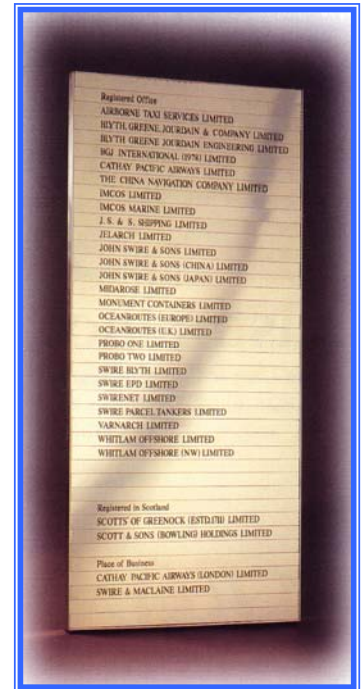 Registered Office
AIRBORNE TAXI SERVICES LIMITED
BLYTH, GREENE, JOURDAIN & COMPANY LIMITED
BLYTH GREENE JOURDAIN ENGINEERING LIMITED
BGJ INTERNATIONAL (1978) LIMITED
CATHAY PACIFIC AIRWAYS LIMITED
THE CHINA NAVIGATION COMPANY LIMITED
IMCOS LIMITED
IMCOS MARINE LIMITED
J. S. & S. SHIPPING LIMITED
JELARCH LIMITED
JOHN SWIRE & SONS LIMITED
JOHN SWIRE & SONS (CHINA) LIMITED
JOHN SWIRE & SONS (JAPAN) LIMITED
MIDAROSE LIMITED
MONUMENT CONTAINERS LIMITED
OCEANROUTES (EUROPE) LIMITED
OCEANROUTES (U.K.) LIMITED
PROBO ONE LIMITED
PROBO TWO LIMITED
SWIRE BLYTH LIMITED
SWIRE EPD LIMITED
SWIRENET LIMITED
SWIRE PARCEL TANKERS LIMITED
VARNARCH LIMITED
WHITLAM OFFSHORE LIMITED
WHITLAM OFFSHORE (NW) LIMITED
Registered in Scotland
SCOTTS' OF GREENOCK (ESTD.1711) LIMITED
SCOTT & SONS (BOWLING) HOLDINGS LIMITED
Place of Business
CATHAY PACIFIC AIRWAYS (LONDON) LIMITED
SWIRE & MACLAINE LIMITED